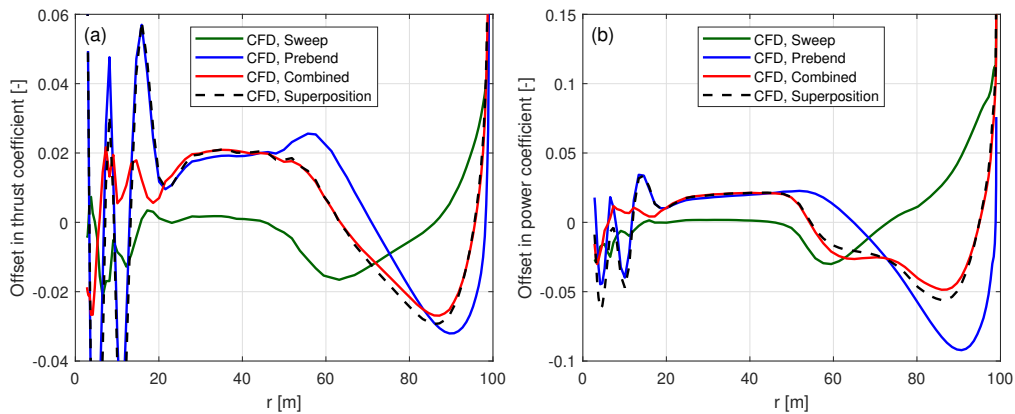 (a)
CFD, Sweep
CFD, Prebend
CFD, Combined
CFD, Superposition
Offset in thrust coefficient [-]
0.06
0.04
0.02
0
-0.02
-0.04
0 20 40 60 80 100
r [m]
(b)
CFD, Sweep
CFD, Prebend
CFD, Combined
CFD, Superposition
Offset in power coefficient [-]
0.15
0.1
0.05
0
-0.05
-0.1
0 20 40 60 80 100
r [m]